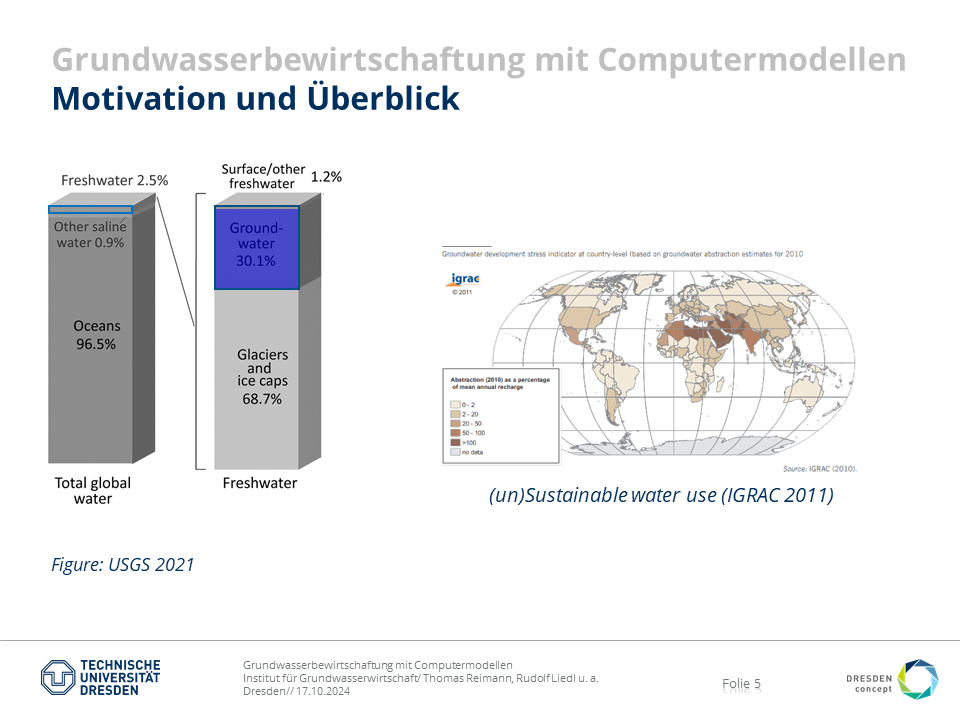 Grundwasserbewirtschaftung mit Computermodellen
Motivation und Überblick
Freshwater 2.5%
Surface/other
freshwater
1.2%
Other saline
water 0.9%
Ground-
water
30.1%
Oceans
96.5%
Glaciers
and
ice caps
68.7%
Total global
water
Freshwater
Figure: USGS 2021
Groundwater development stress indicator at country-level (based on groundwater abstraction estimates for 2010
igrac
© 2011
Abstraction (2010) as a percentage
of mean annual recharge
0 - 2
2 - 20
20 - 50
50 - 100
>100
no data
Source: IGRAC (2010).
(un)Sustainable water use (IGRAC 2011)
TECHNISCHE
UNIVERSITÄT
DRESDEN
Grundwasserbewirtschaftung mit Computermodellen
Institut für Grundwasserwirtschaft/ Thomas Reimann, Rudolf Liedl u. a.
Dresden// 17.10.2024
Folie 5
DRESDEN
concept